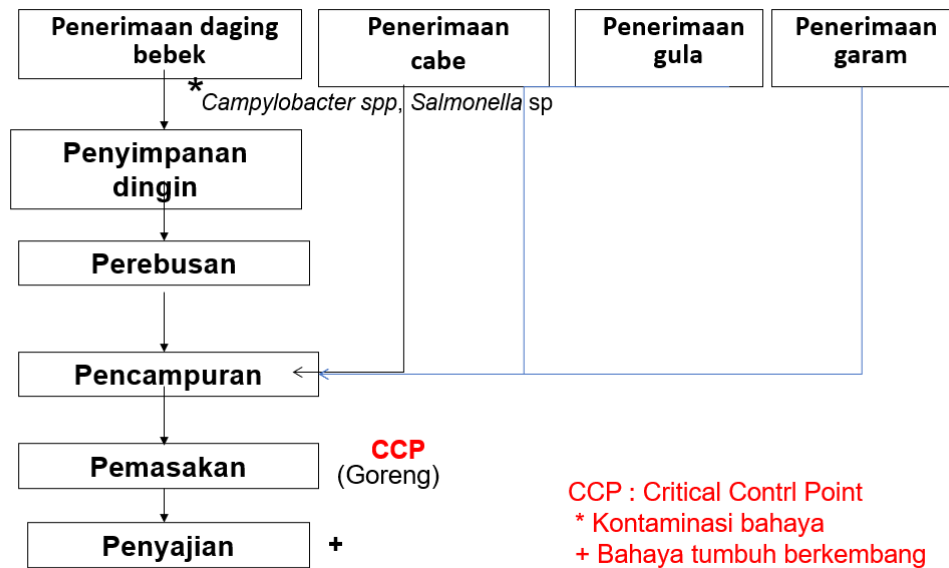 Penerimaan daging
bebek
Penerimaan
cabe
Penerimaan
gula
Penerimaan
garam
*Campylobacter spp, Salmonella sp
Penyimpanan
dingin
Perebusan
Pencampuran
Pemasakan
CCP
(Goreng)
Penyajian
+
CCP : Critical Contrl Point
* Kontaminasi bahaya
+ Bahaya tumbuh berkembang